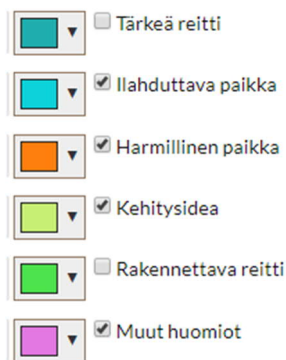 Tärkeä reitti
Ilahduttava paikka
Harmillinen paikka
Kehitysidea
Rakennettava reitti
Muut huomiot